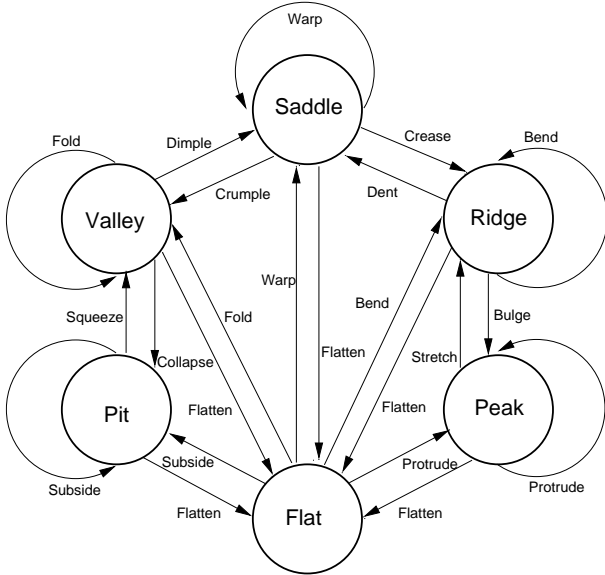 Warp
Saddle
Fold
Dimple
Crease
Bend
Crumple
Dent
Valley
Ridge
Warp
Bend
Squeeze
Fold
Bulge
Collapse
Flatten
Stretch
Pit
Flatten
Flatten
Peak
Subside
Protrude
Subside
Flatten
Flat
Flatten
Protrude